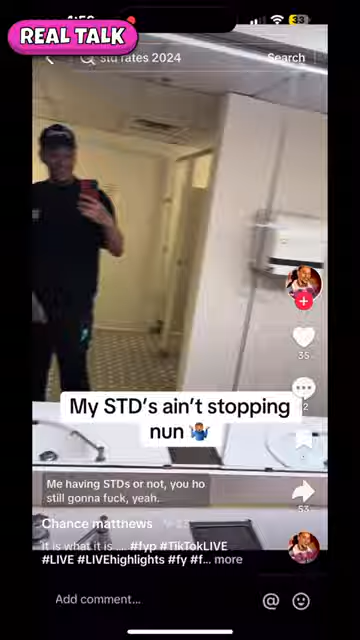 REAL TALK
33
std rates 2024
Search
35
My STD's ain't stopping
nun 🤷🏾‍♂️
2
Me having STDs or not, you ho
still gonna fuck, yeah.
53
Chance matthews
It is what it is .... #fyp #TikTokLIVE
#LIVE #LIVEhighlights #fy #f... more
Add comment...